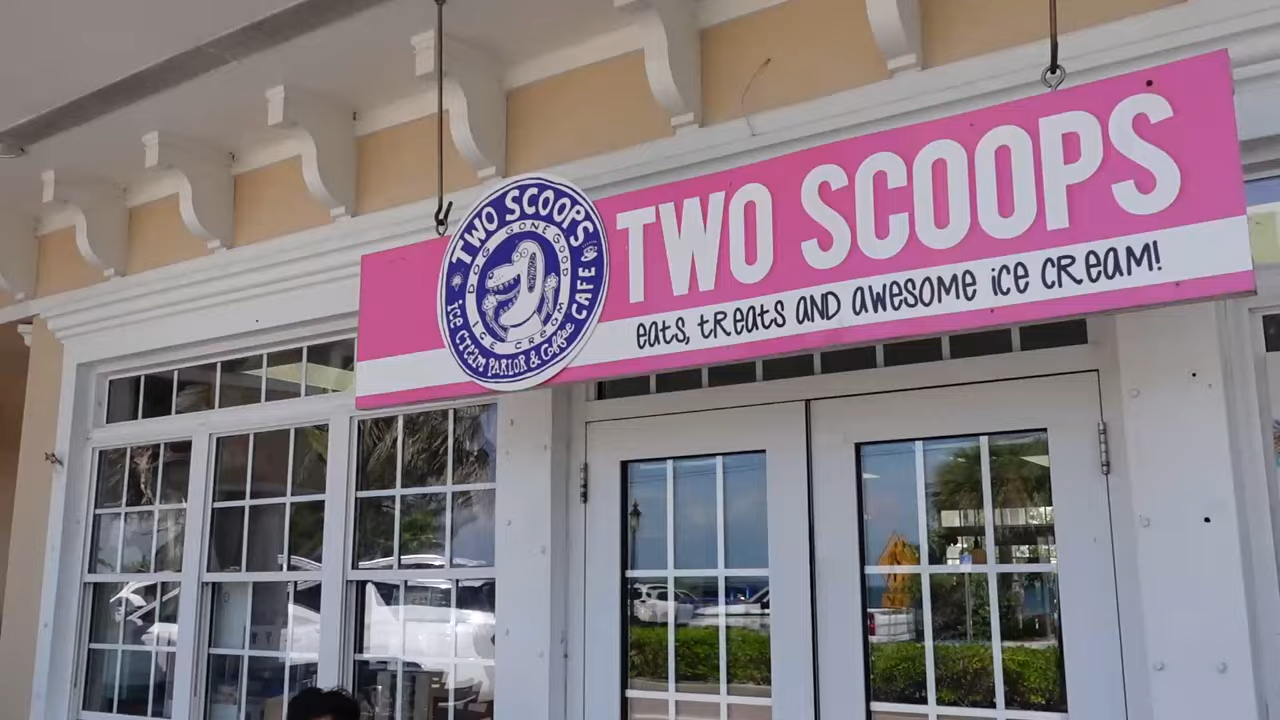 TWO SCOOPS
eats, treats AND awesome ice cream!
TWO SCOOPS
CAFE
ice cream PARLOR & Coffee
DOG GONE GOOD
ICE CREAM